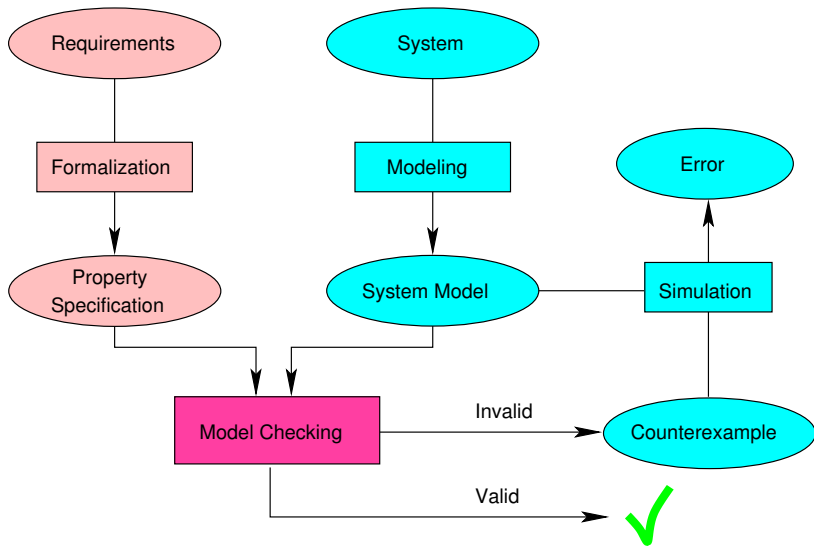 Requirements
System
Formalization
Modeling
Error
Property
Specification
System Model
Simulation
Model Checking
Invalid
Counterexample
Valid